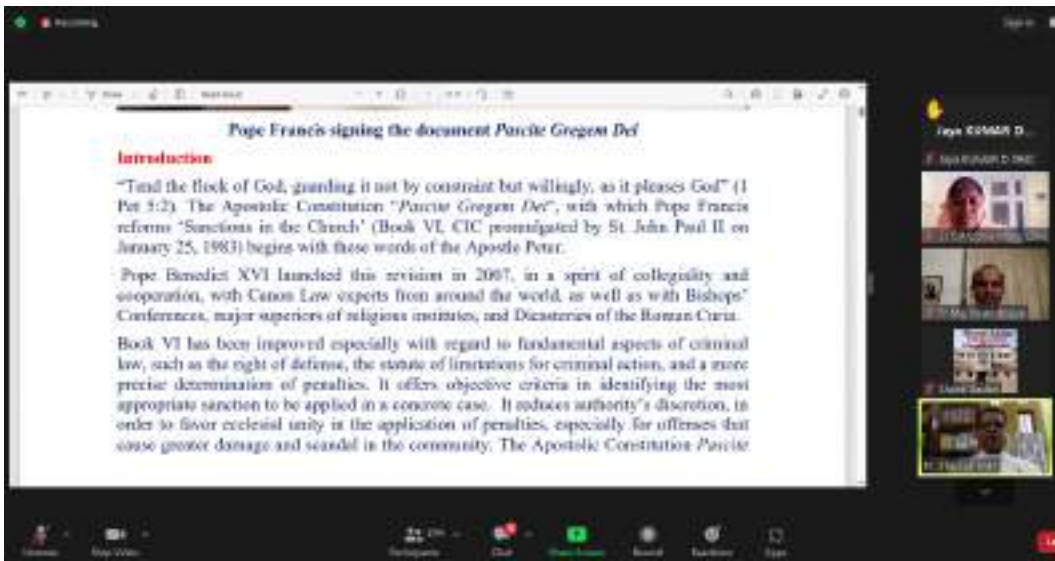 Recording
Sign in
Pope Francis signing the document Pascite Gregem Dei
Introduction
“Tend the flock of God, guarding it not by constraint but willingly, as it pleases God” (1
Pet 5:2). The Apostolic Constitution “Pascite Gregem Dei”, with which Pope Francis
reforms ‘Sanctions in the Church’ (Book VI, CIC promulgated by St. John Paul II on
January 25, 1983) begins with these words of the Apostle Peter.
Pope Benedict XVI launched this revision in 2007, in a spirit of collegiality and
cooperation, with Canon Law experts from around the world, as well as with Bishops’
Conferences, major superiors of religious institutes, and Dicasteries of the Roman Curia.
Book VI has been improved especially with regard to fundamental aspects of criminal
law, such as the right of defense, the statute of limitations for criminal action, and a more
precise determination of penalties. It offers objective criteria in identifying the most
appropriate sanction to be applied in a concrete case. It reduces authority’s discretion, in
order to favor ecclesial unity in the application of penalties, especially for offenses that
cause greater damage and scandal in the community. The Apostolic Constitution Pascite
Jaya KUMAR D...
Jaya KUMAR D
Unmute
Stop Video
Participants
Chat
Share Screen
Record
Reactions
Apps